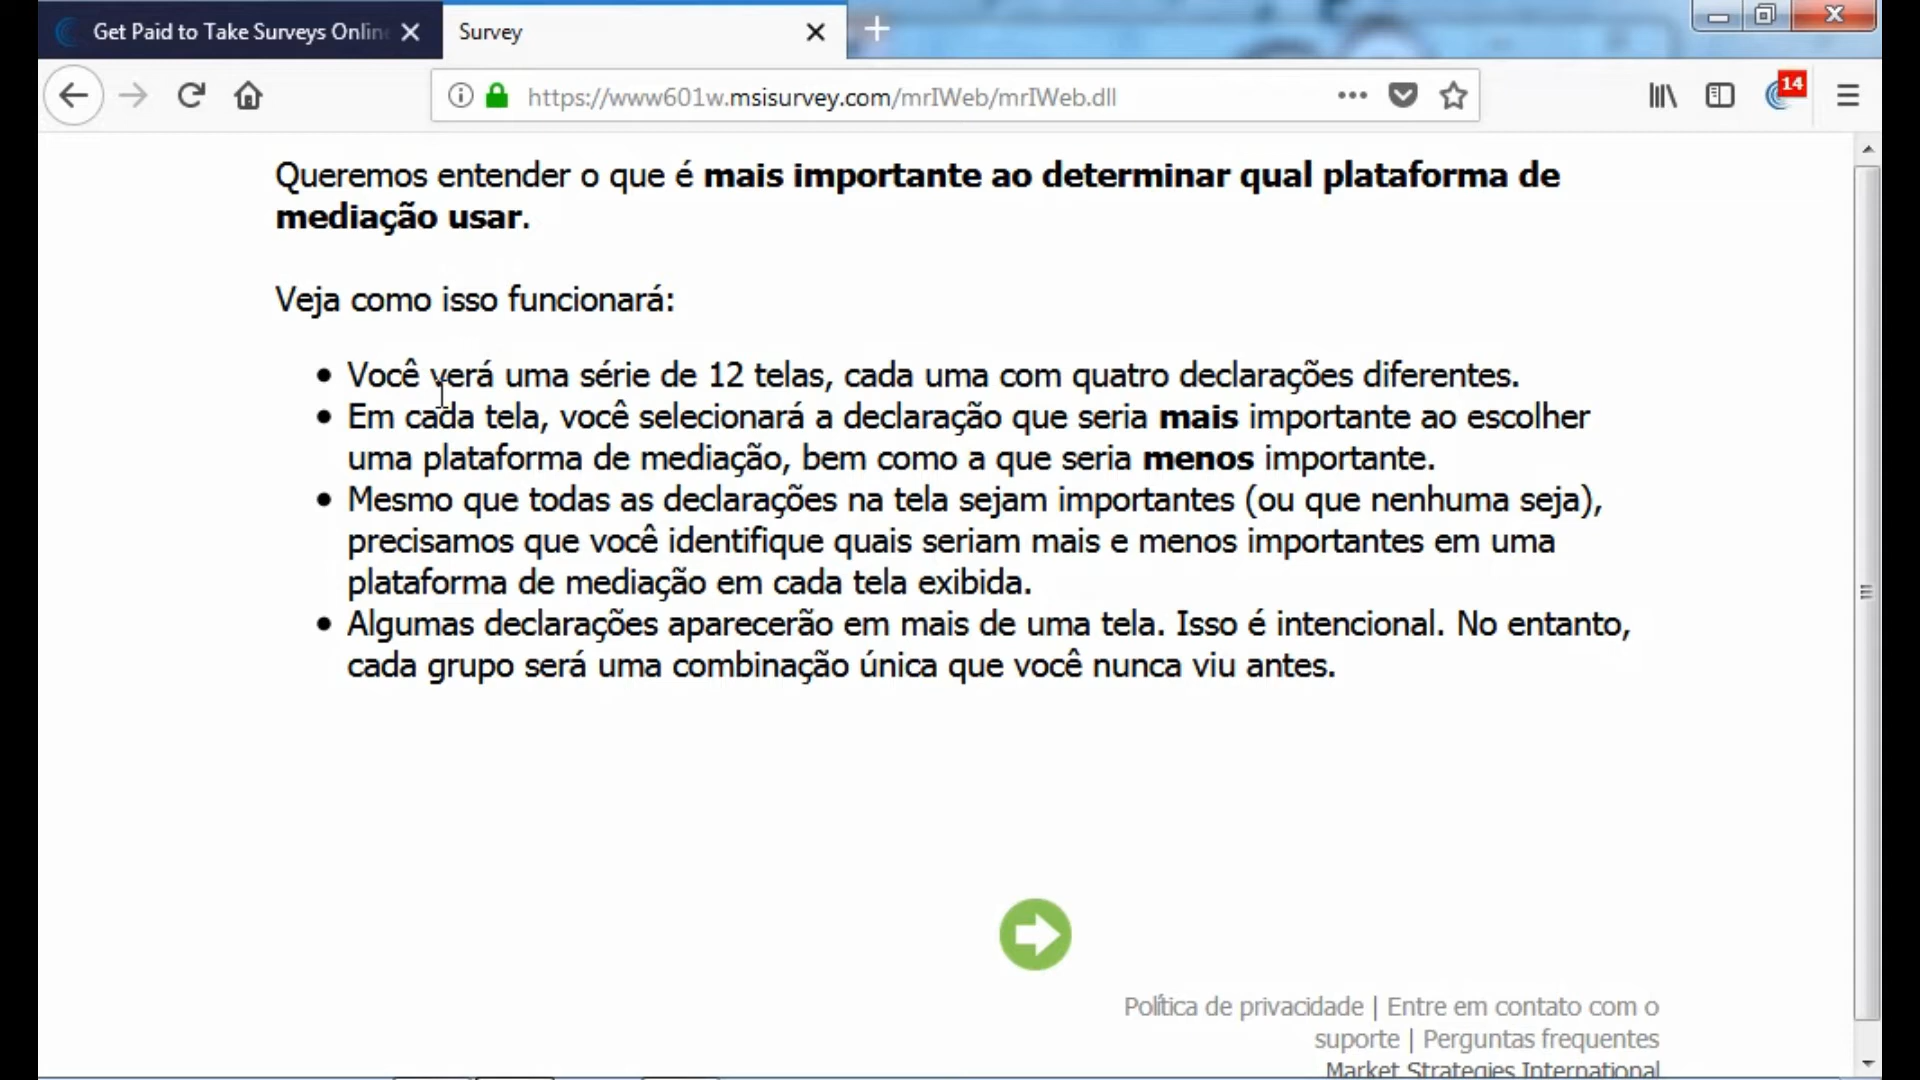 Get Paid to Take Surveys Onlin
Survey
https://www601w.msisurvey.com/mrIWeb/mrIWeb.dll
14
Queremos entender o que é mais importante ao determinar qual plataforma de
mediação usar.
Veja como isso funcionará:
Você verá uma série de 12 telas, cada uma com quatro declarações diferentes.
Em cada tela, você selecionará a declaração que seria mais importante ao escolher
uma plataforma de mediação, bem como a que seria menos importante.
Mesmo que todas as declarações na tela sejam importantes (ou que nenhuma seja),
precisamos que você identifique quais seriam mais e menos importantes em uma
plataforma de mediação em cada tela exibida.
Algumas declarações aparecerão em mais de uma tela. Isso é intencional. No entanto,
cada grupo será uma combinação única que você nunca viu antes.
Política de privacidade | Entre em contato com o
suporte | Perguntas frequentes
Market Strategies International